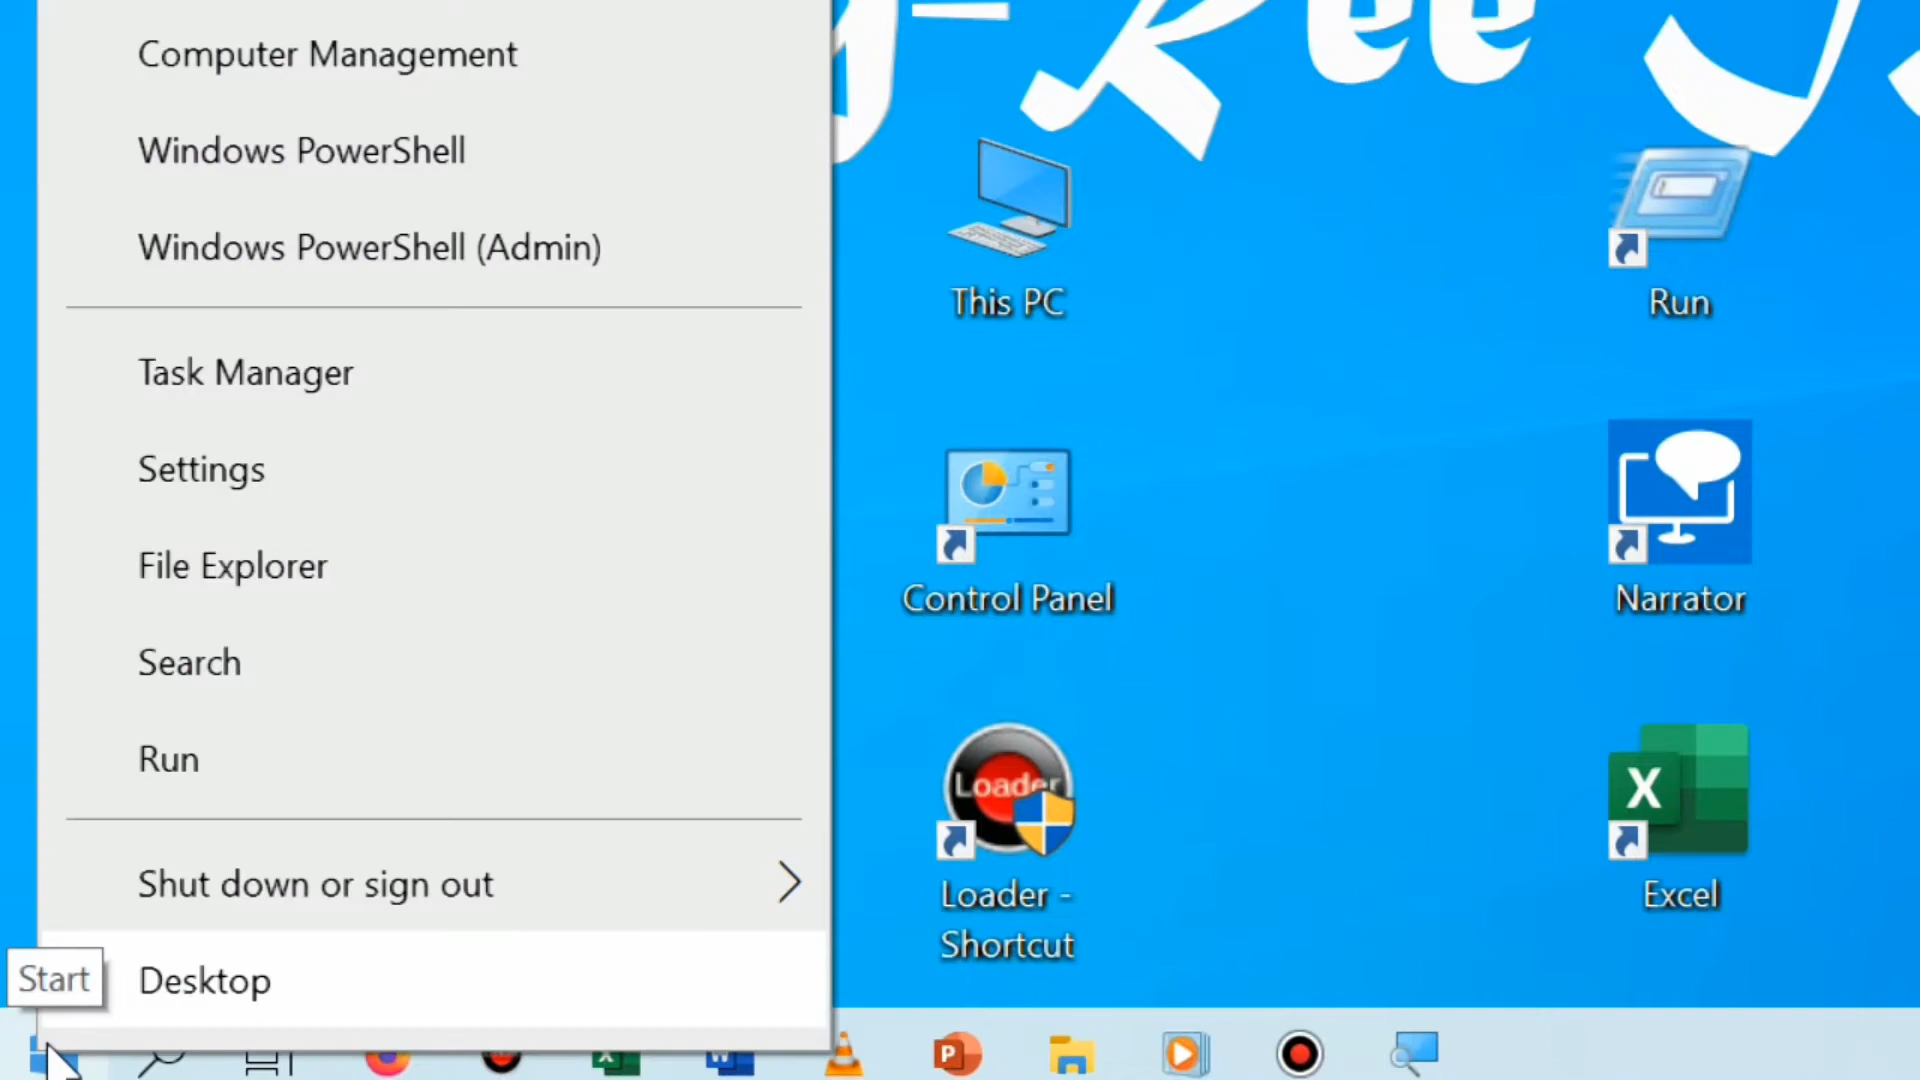 Computer Management
Windows PowerShell
Windows PowerShell (Admin)
Task Manager
Settings
File Explorer
Search
Run
Shut down or sign out
Desktop
Start
This PC
Run
Control Panel
Narrator
Loader
Loader -
Shortcut
X
Excel
X
W
P